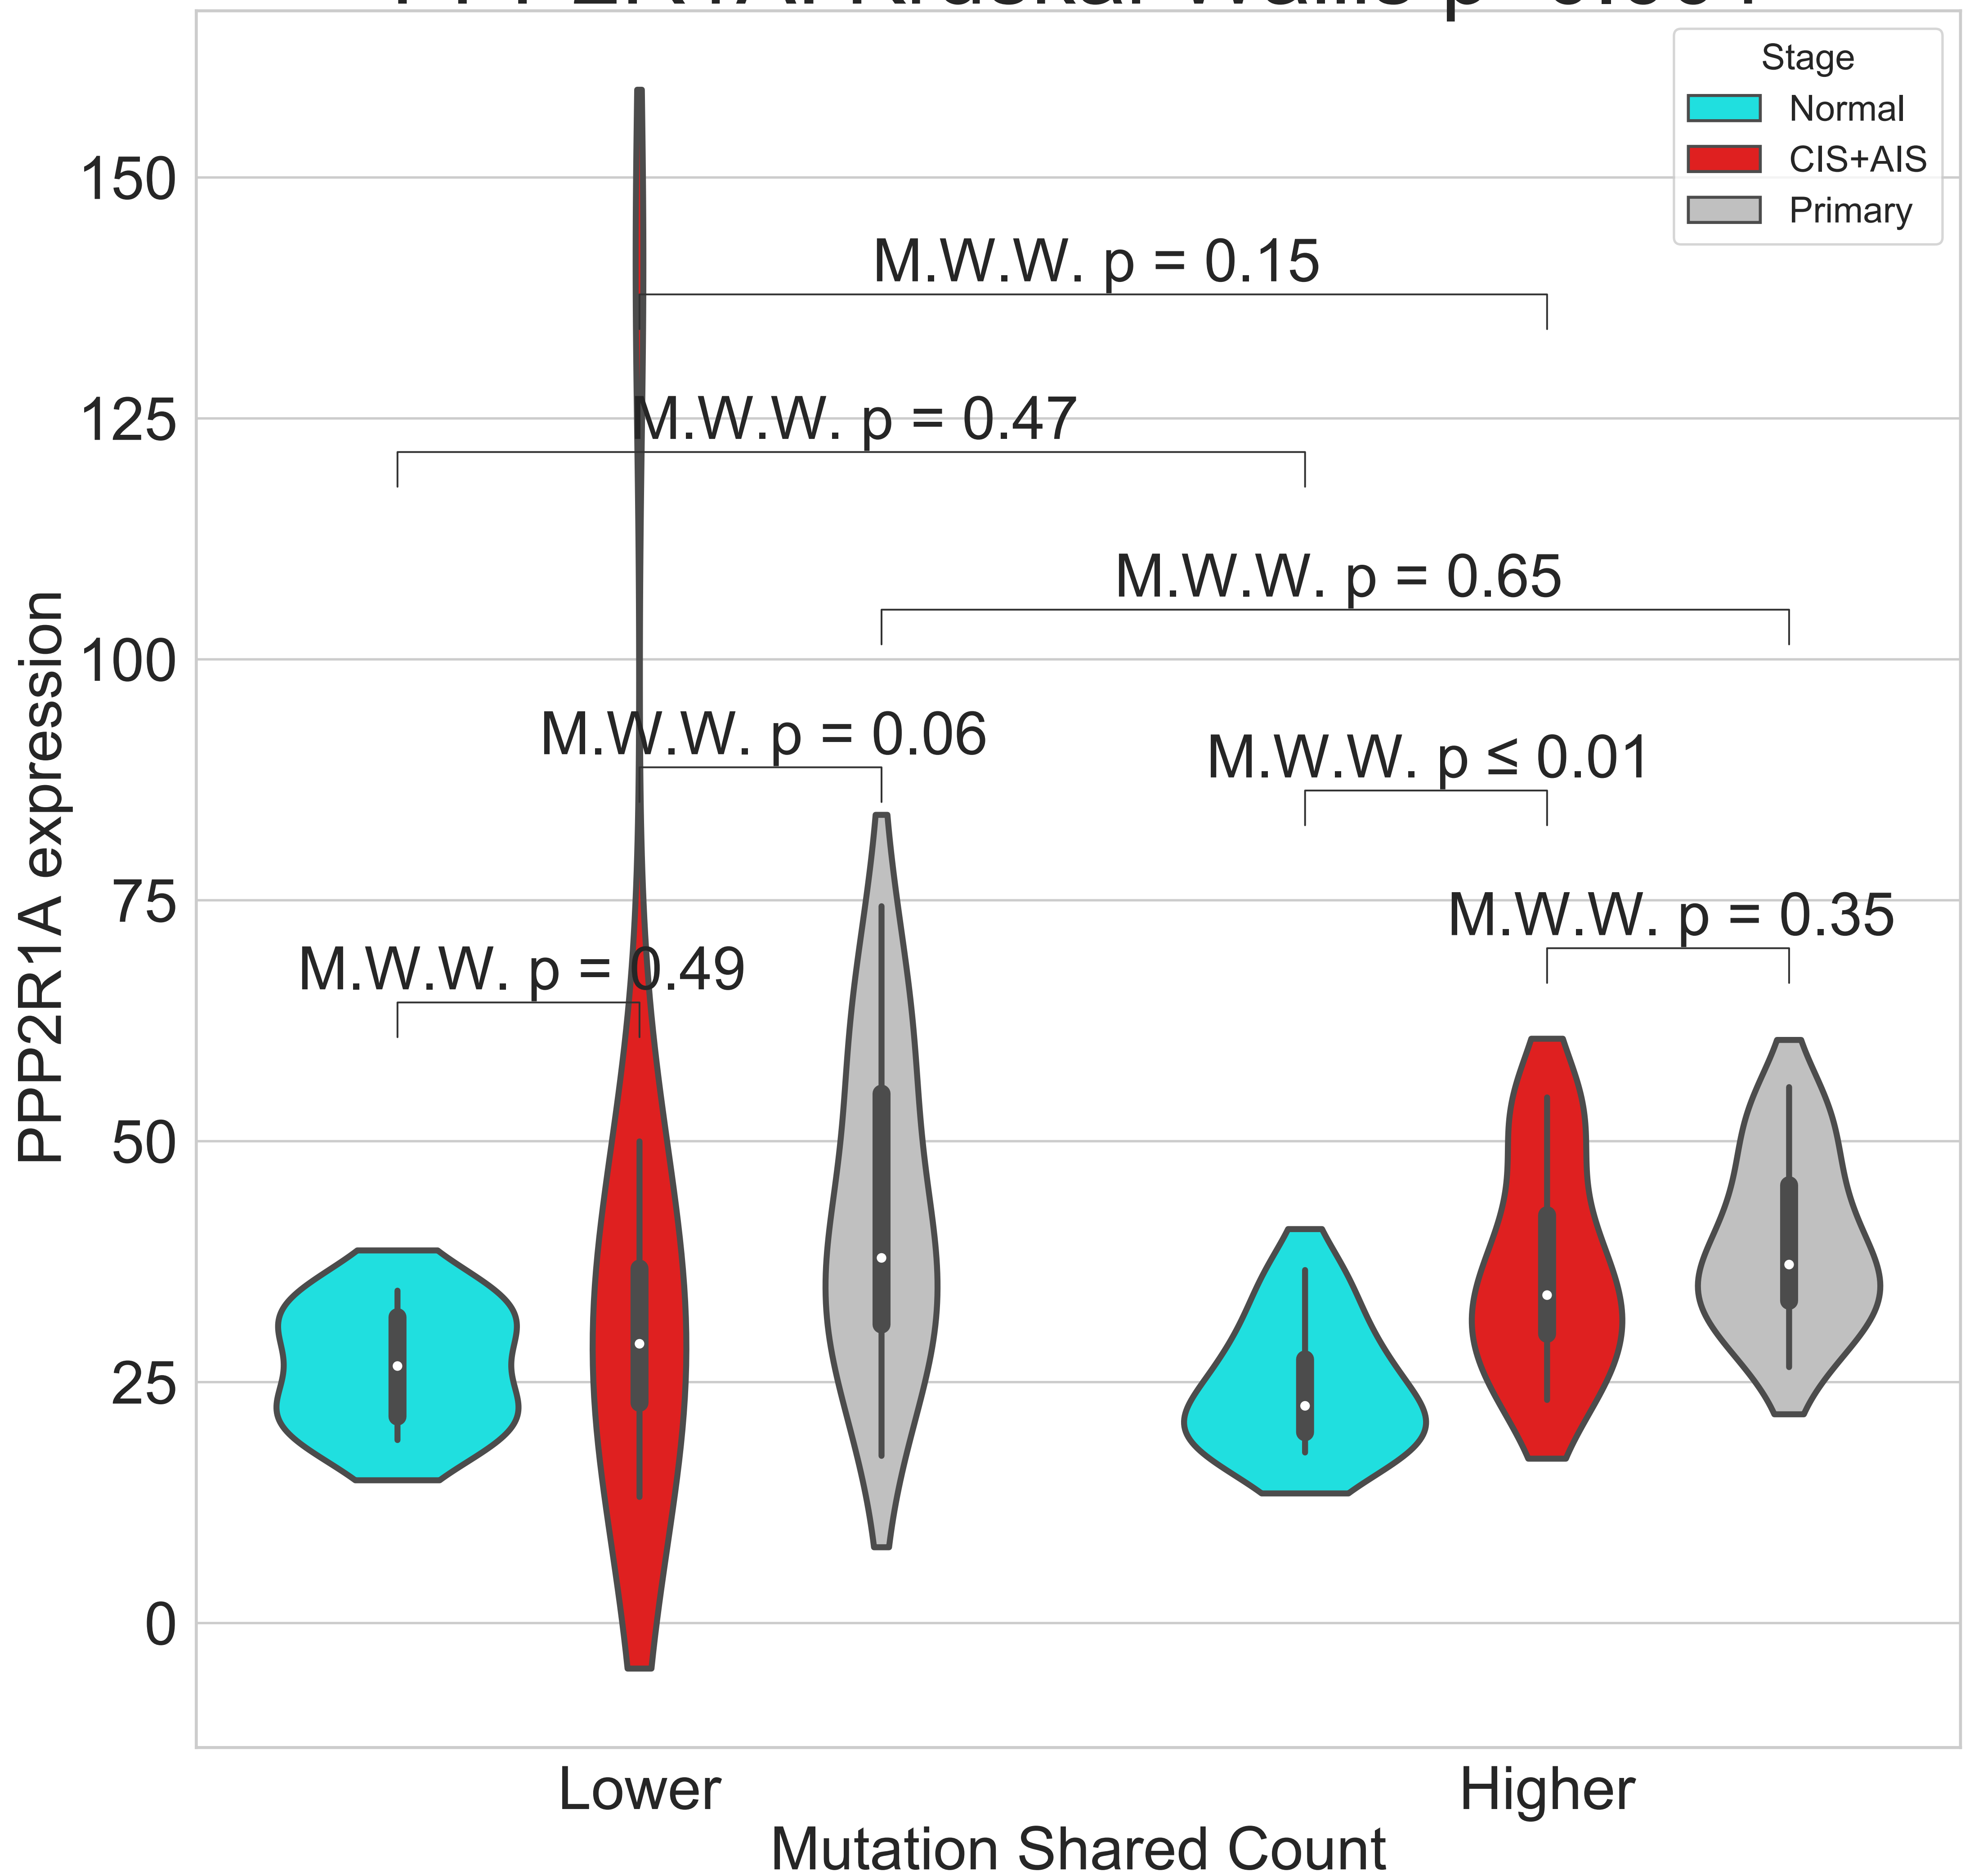 Stage
Normal
CIS+AIS
Primary
150
125
100
75
50
25
0
PPP2R1A expression
M.W.W. p = 0.15
M.W.W. p = 0.47
M.W.W. p = 0.65
M.W.W. p = 0.06
M.W.W. p ≤ 0.01
M.W.W. p = 0.35
M.W.W. p = 0.49
Lower
Higher
Mutation Shared Count